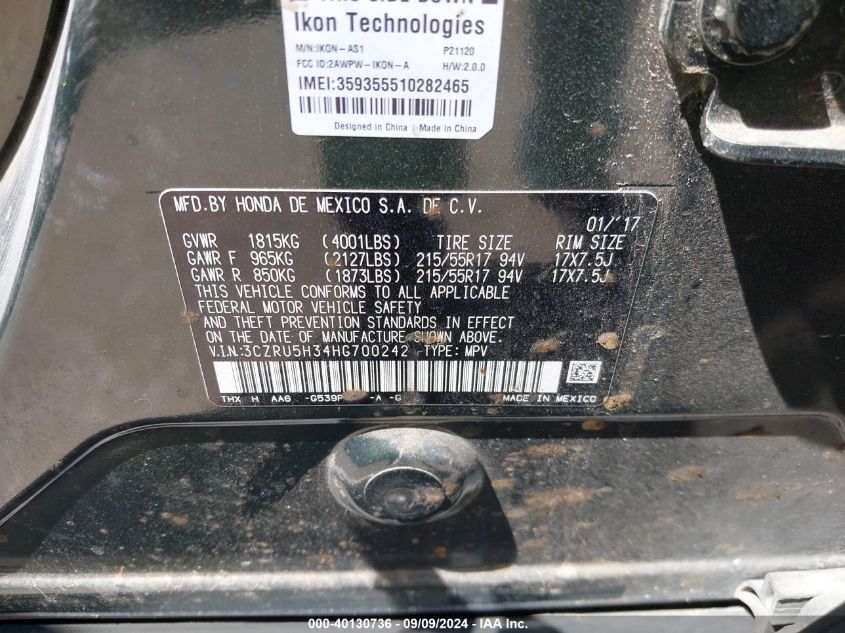 THIS SIDE DOWN
Ikon Technologies
M/N:IKON-AS1 P21120
FCC ID:2AWPW-IKON-A H/W:2.0.0
IMEI:359355510282465
Designed in China | Made in China
MFD.BY HONDA DE MEXICO S.A. DE C.V.
01/'17
GVWR 1815KG (4001LBS) TIRE SIZE RIM SIZE
GAWR F 965KG (2127LBS) 215/55R17 94V 17X7.5J
GAWR R 850KG (1873LBS) 215/55R17 94V 17X7.5J
THIS VEHICLE CONFORMS TO ALL APPLICABLE
FEDERAL MOTOR VEHICLE SAFETY
AND THEFT PREVENTION STANDARDS IN EFFECT
ON THE DATE OF MANUFACTURE SHOWN ABOVE.
V.I.N:3CZRU5H34HG700242 TYPE: MPV
THX H AA6 -G539P -A -G MADE IN MEXICO
000-40130736 - 09/09/2024 - IAA Inc.